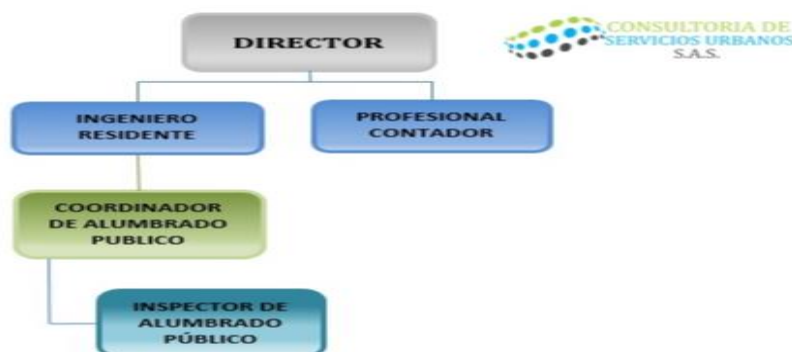 DIRECTOR
CONSULTORIA DE
SERVICIOS URBANOS
S.A.S.
INGENIERO
RESIDENTE
PROFESIONAL
CONTADOR
COORDINADOR
DE ALUMBRADO
PUBLICO
INSPECTOR DE
ALUMBRADO
PÚBLICO